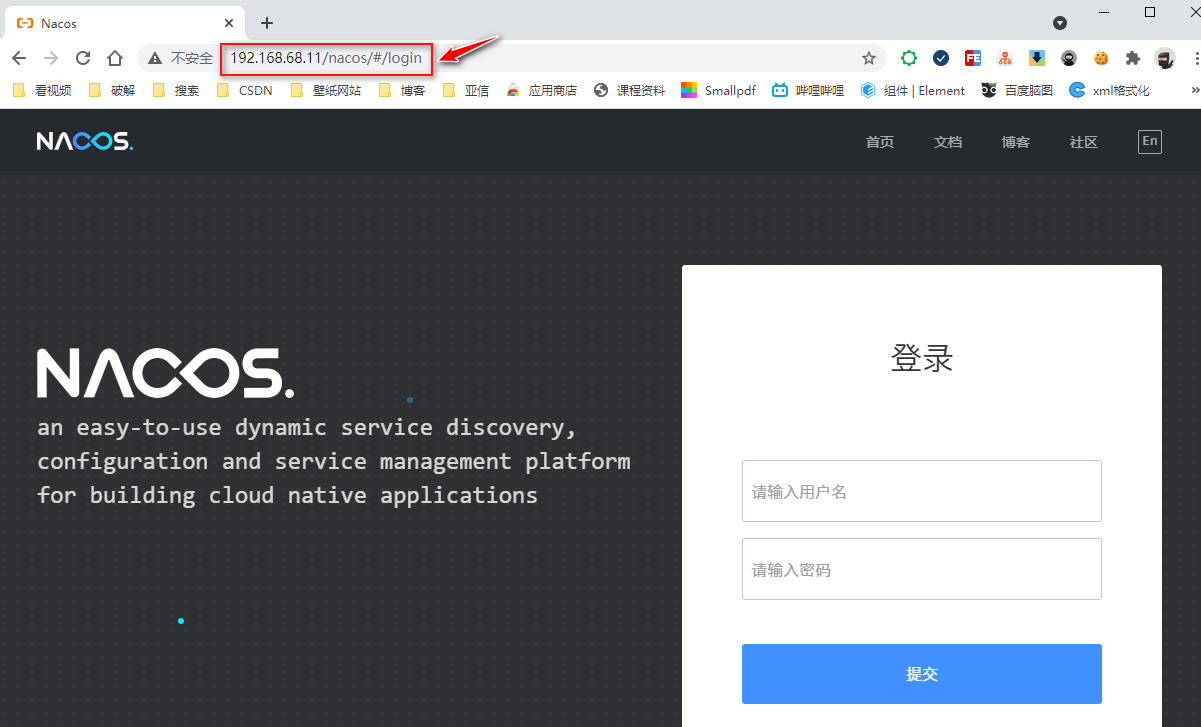 Nacos
不安全 192.168.68.11/nacos/#/login
看视频 破解 搜索 CSDN 壁纸网站 博客 亚信 应用商店 课程资料 Smallpdf 哔哩哔哩 组件 | Element 百度脑图 xml格式化 »
NACOS. 首页 文档 博客 社区 En
NACOS.
an easy-to-use dynamic service discovery,
configuration and service management platform
for building cloud native applications
登录
请输入用户名
请输入密码
提交